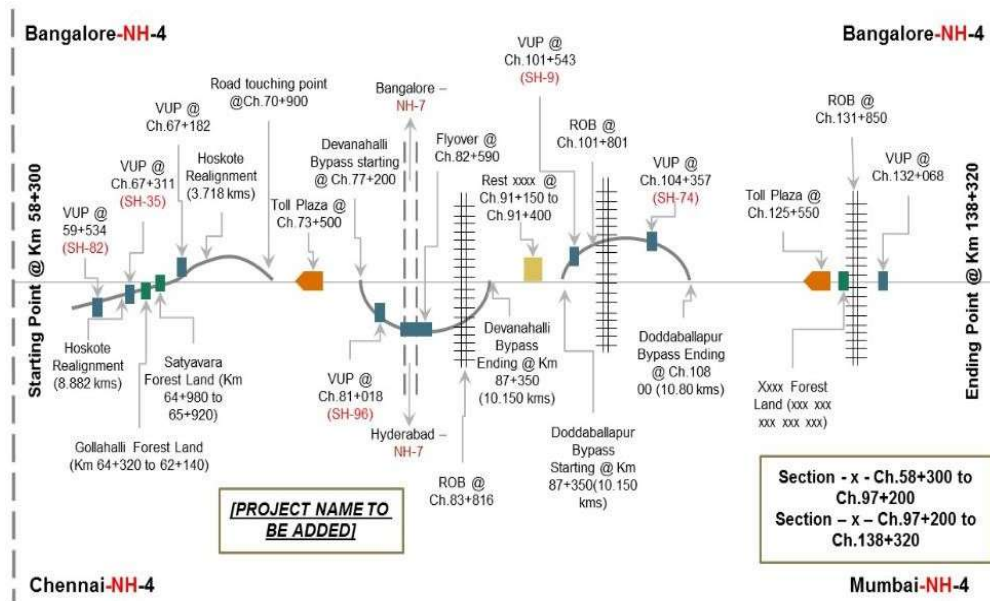 Bangalore-NH-4
Bangalore-NH-4
Starting Point @ Km 58+300
VUP @
59+534
(SH-82)
VUP @
Ch.67+311
(SH-35)
VUP @
Ch.67+182
Hoskote
Realignment
(3.718 kms)
Road touching point
@Ch.70+900
Toll Plaza @
Ch.73+500
Devanahalli
Bypass starting
@ Ch.77+200
Bangalore –
NH-7
Flyover @
Ch.82+590
Rest xxxx @
Ch.91+150 to
Ch.91+400
VUP @
Ch.101+543
(SH-9)
ROB @
Ch.101+801
VUP @
Ch.104+357
(SH-74)
Toll Plaza @
Ch.125+550
ROB @
Ch.131+850
VUP @
Ch.132+068
Ending Point @ Km 138+320
Hoskote
Realignment
(8.882 kms)
Gollahalli Forest Land
(Km 64+320 to 62+140)
Satyavara
Forest Land (Km
64+980 to
65+920)
VUP @
Ch.81+018
(SH-96)
Hyderabad –
NH-7
ROB @
Ch.83+816
Devanahalli
Bypass
Ending @ Km
87+350
(10.150 kms)
Doddaballapur
Bypass
Starting @ Km
87+350(10.150
kms)
Doddaballapur
Bypass Ending
@ Ch.108
00 (10.80 kms)
Xxxx Forest
Land (xxx xxx
xxx xxx xxx)
[PROJECT NAME TO
BE ADDED]
Section - x - Ch.58+300 to
Ch.97+200
Section – x – Ch.97+200 to
Ch.138+320
Chennai-NH-4
Mumbai-NH-4